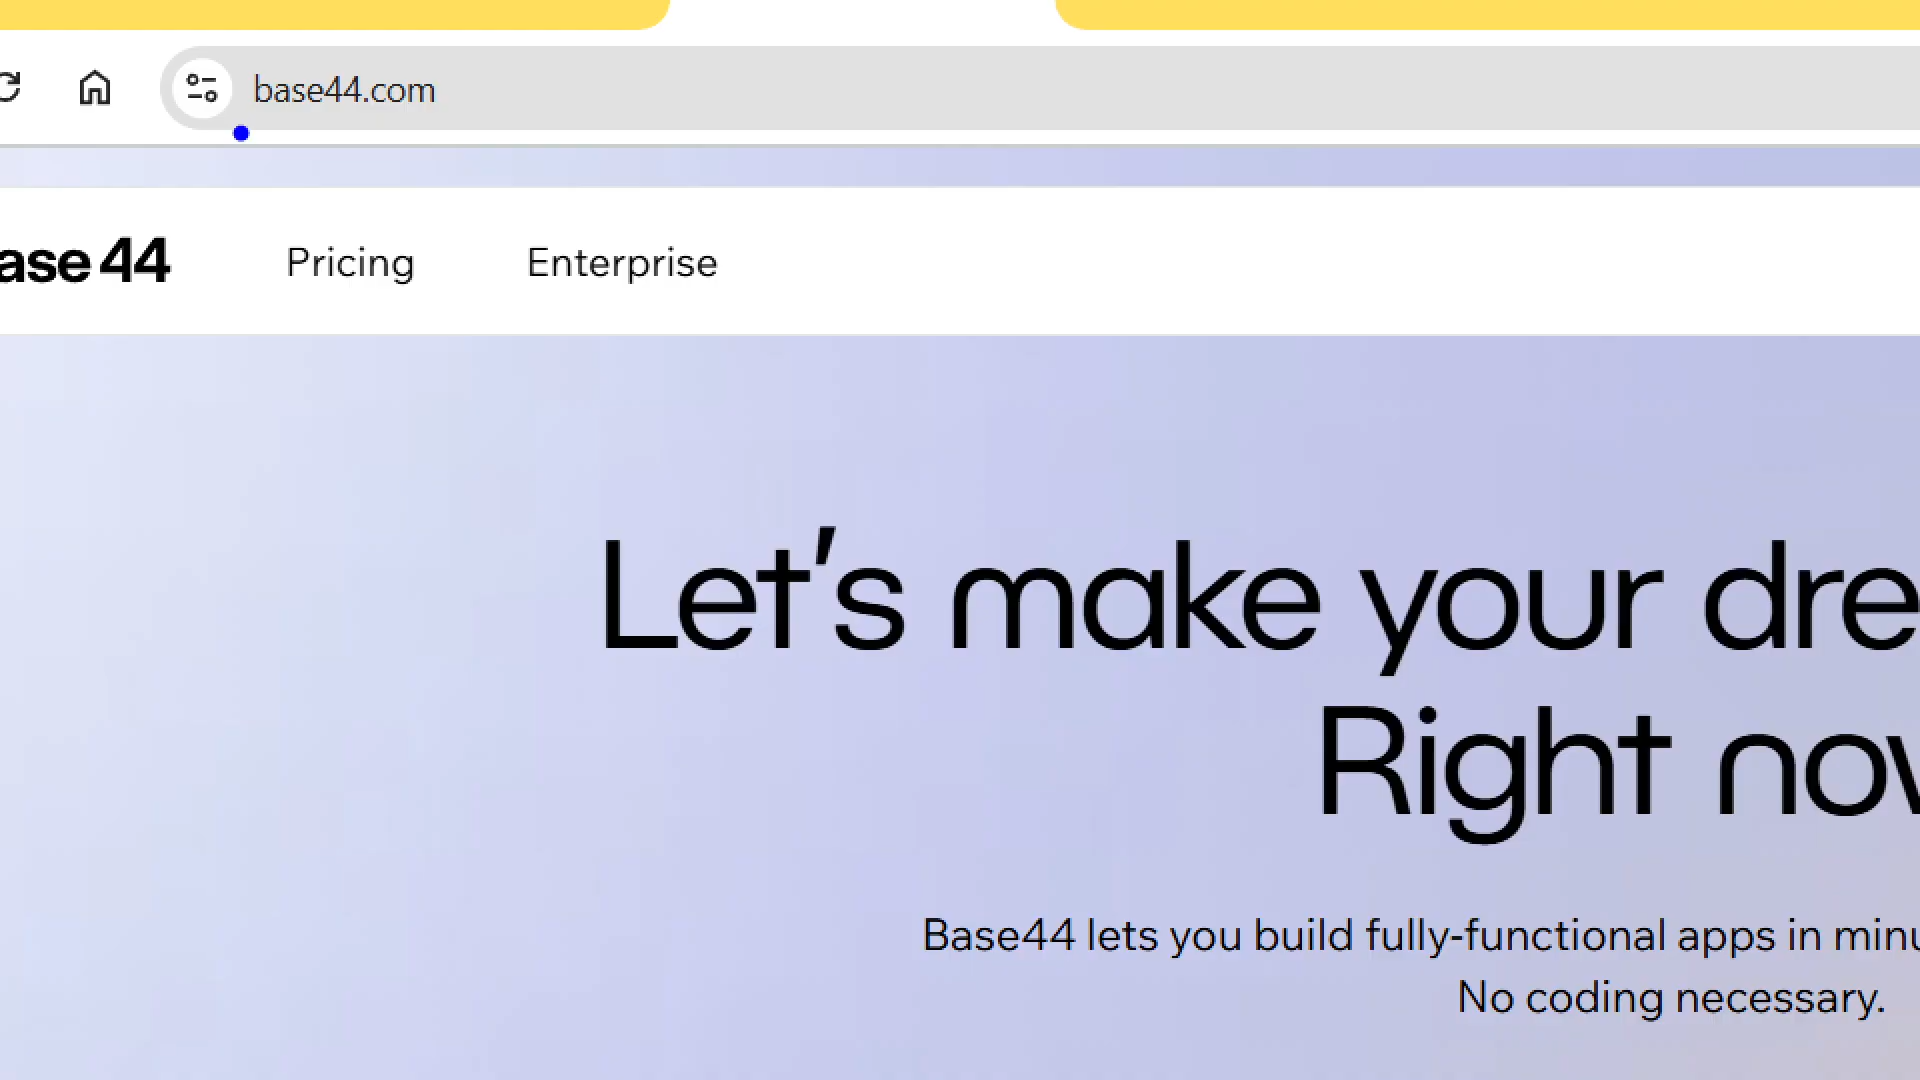 base44.com
ase 44 Pricing Enterprise
Let's make your dre
Right now
Base44 lets you build fully-functional apps in minu
No coding necessary.